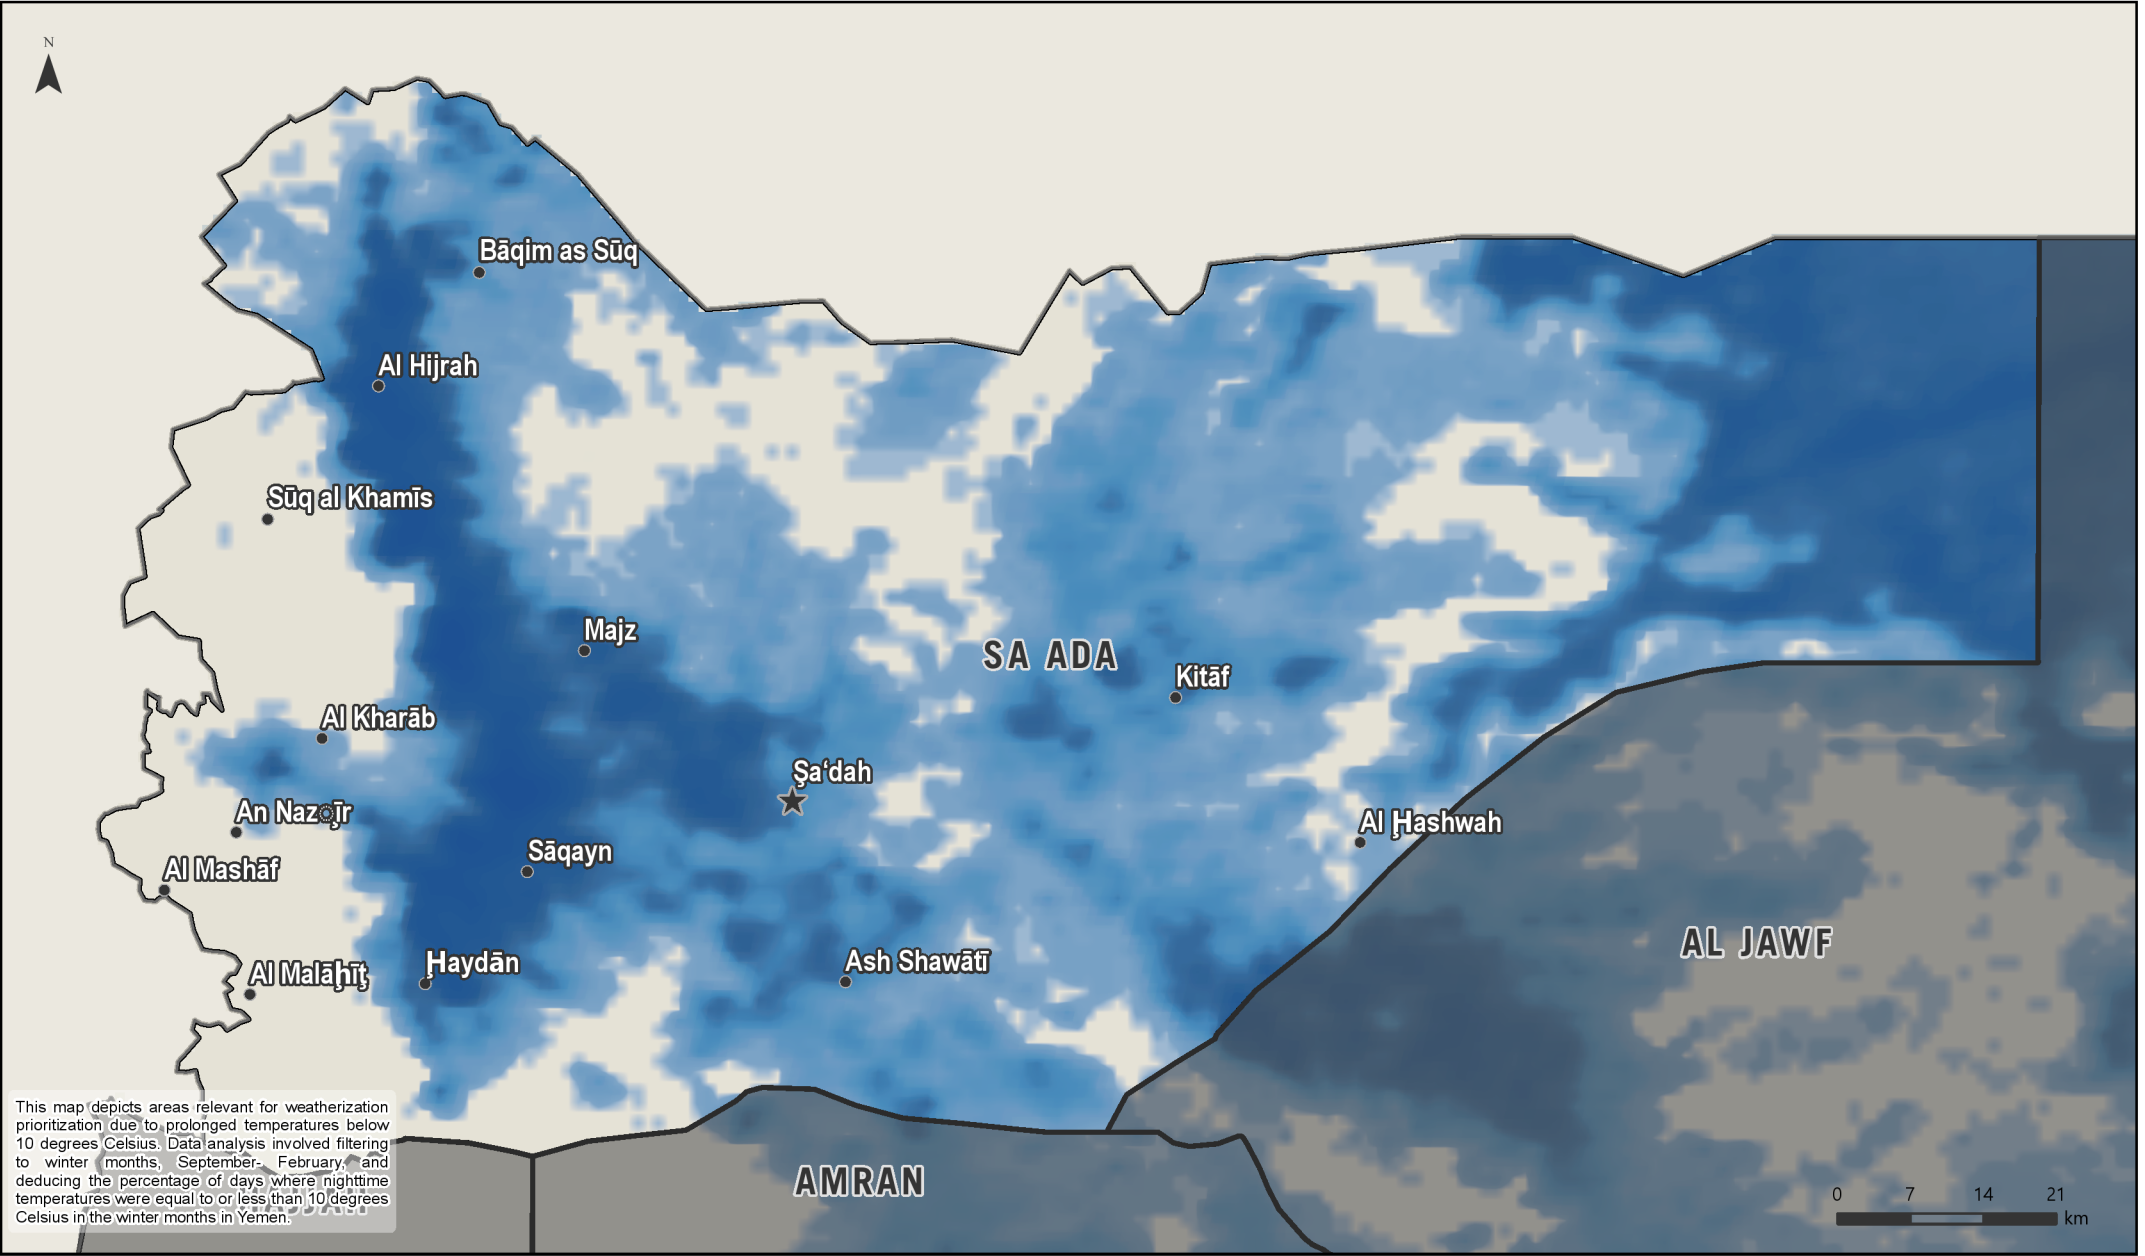 N
Bāqim as Sūq
Al Hijrah
Sūq al Khamīs
Majz
SA ADA
Kitāf
Al Kharāb
Şa‘dah
An Naz̧īr
Al Ḩashwah
Sāqayn
Al Mashāf
AL JAWF
Ḩaydān
Ash Shawātī
Al Malāḩīţ
This map depicts areas relevant for weatherization
prioritization due to prolonged temperatures below
10 degrees Celsius. Data analysis involved filtering
to winter months, September- February, and
deducing the percentage of days where nighttime
temperatures were equal to or less than 10 degrees
Celsius in the winter months in Yemen.
AMRAN
0 7 14 21
km